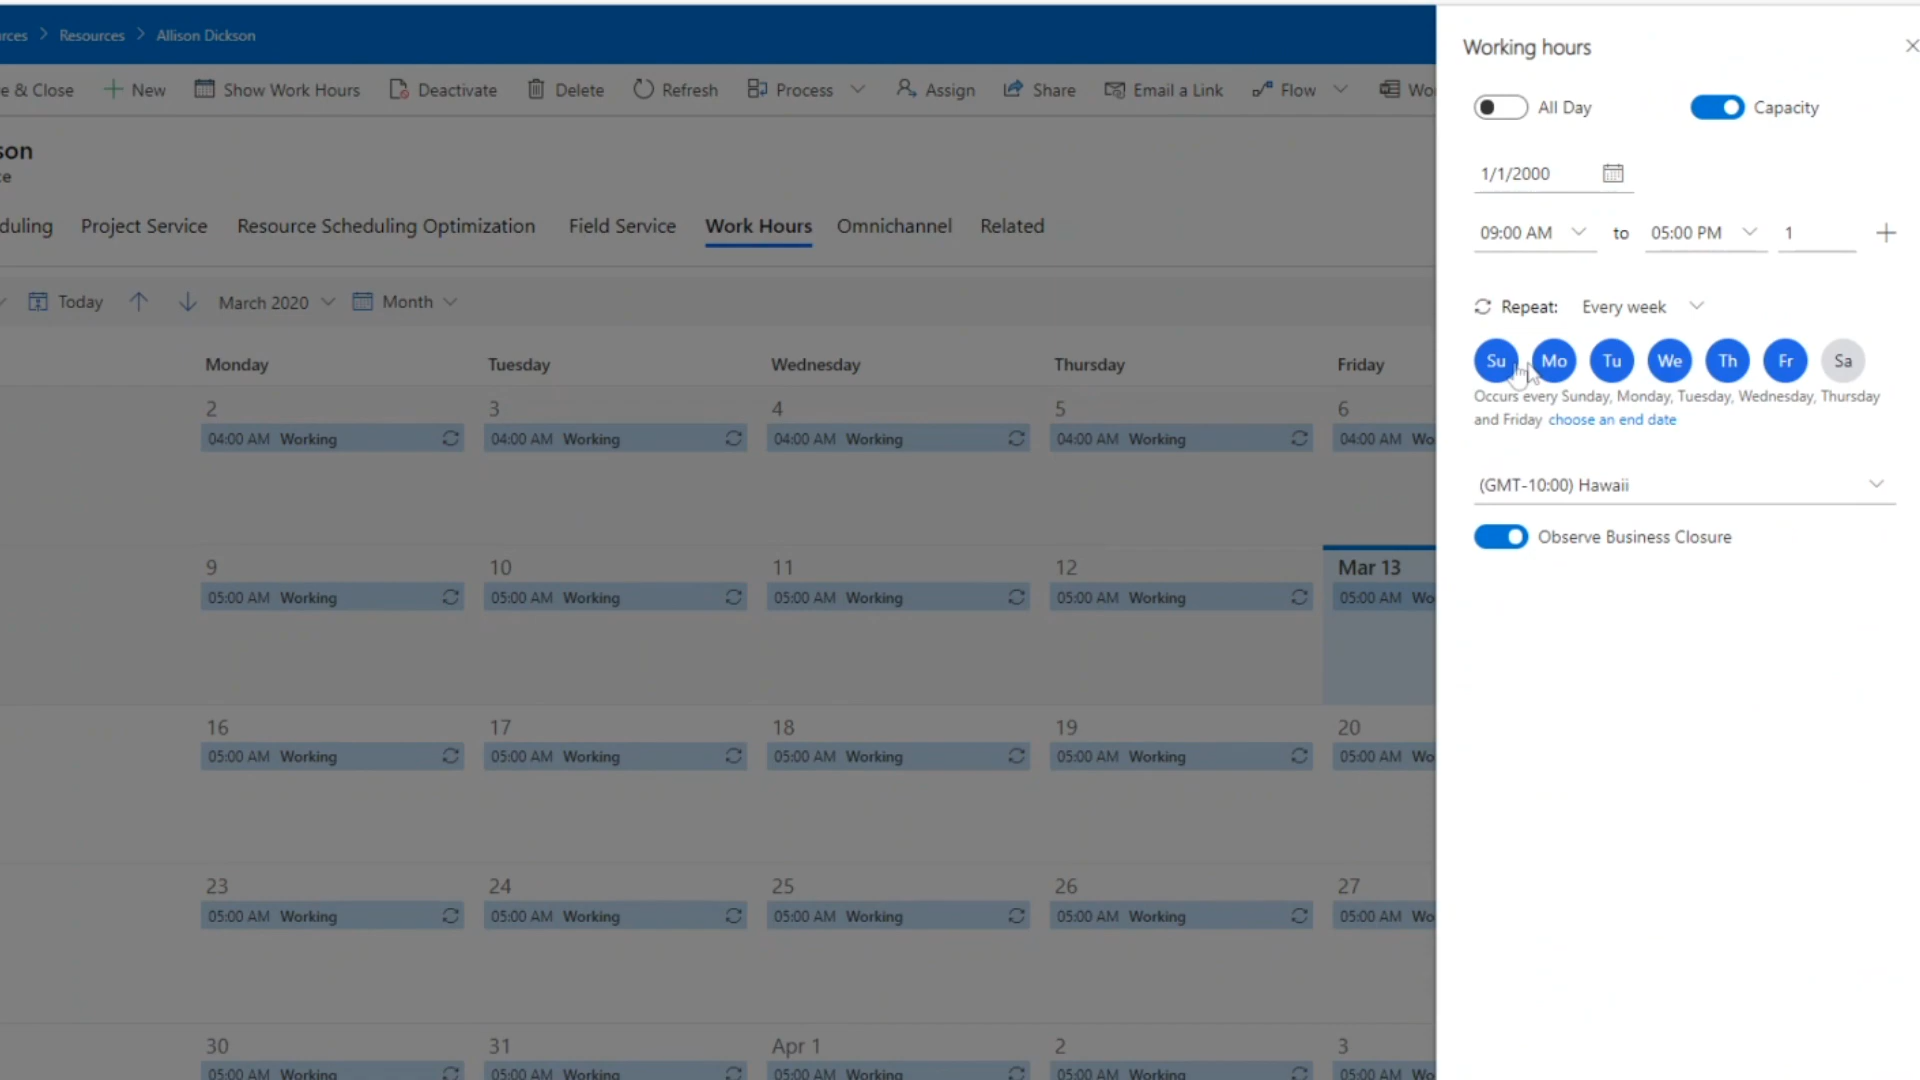 rces > Resources > Allison Dickson
e & Close New Show Work Hours Deactivate Delete Refresh Process Assign Share Email a Link Flow Wo
son
e
duling Project Service Resource Scheduling Optimization Field Service Work Hours Omnichannel Related
Today March 2020 Month
Monday Tuesday Wednesday Thursday Friday
2 3 4 5 6
04:00 AM Working 04:00 AM Working 04:00 AM Working 04:00 AM Working 04:00 AM Wo
9 10 11 12 Mar 13
05:00 AM Working 05:00 AM Working 05:00 AM Working 05:00 AM Working 05:00 AM Wo
16 17 18 19 20
05:00 AM Working 05:00 AM Working 05:00 AM Working 05:00 AM Working 05:00 AM Wo
23 24 25 26 27
05:00 AM Working 05:00 AM Working 05:00 AM Working 05:00 AM Working 05:00 AM Wo
30 31 Apr 1 2 3
05:00 AM Working 05:00 AM Working 05:00 AM Working 05:00 AM Working 05:00 AM Wo
Working hours
All Day Capacity
1/1/2000
09:00 AM to 05:00 PM 1
Repeat: Every week
Su Mo Tu We Th Fr Sa
Occurs every Sunday, Monday, Tuesday, Wednesday, Thursday
and Friday choose an end date
(GMT-10:00) Hawaii
Observe Business Closure